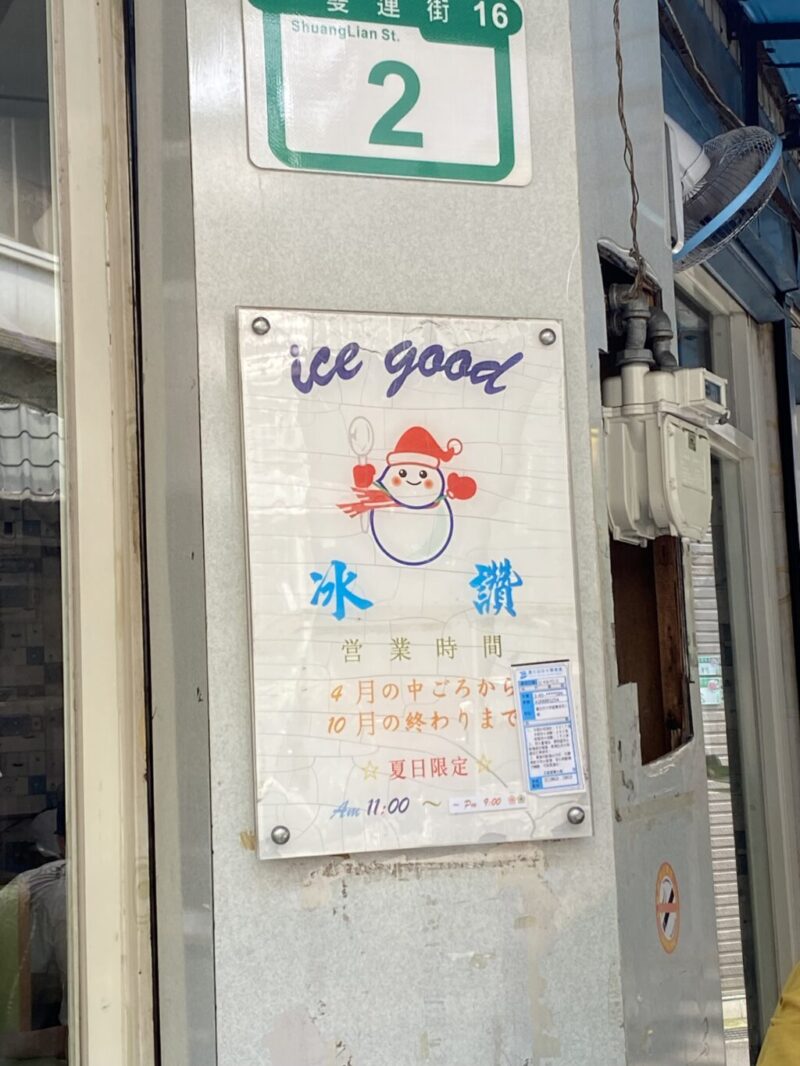 雙連街 16
ShuangLian St.
2
ice good
冰 讚
営業時間
4月の中ごろから
10月の終わりまで
☆夏日限定☆
Am 11:00 ～ Pm 9:00